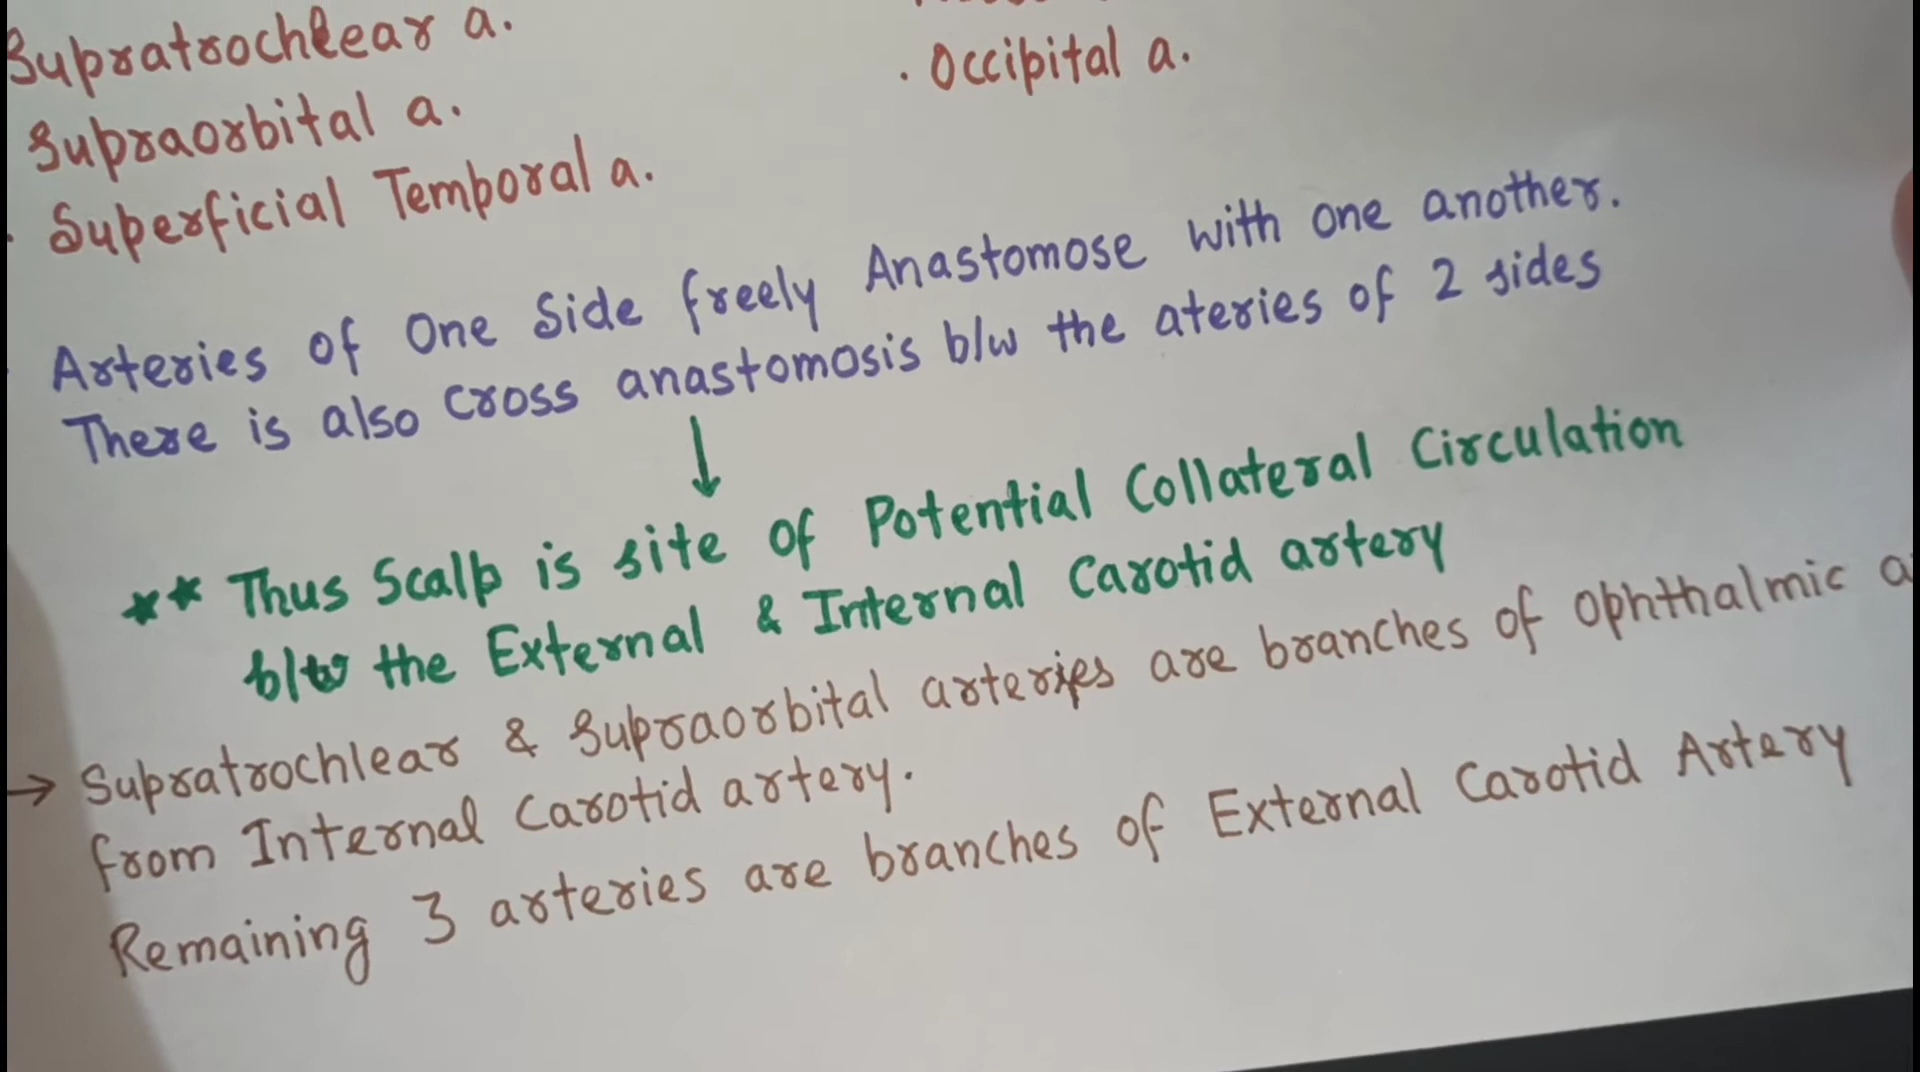 Supratrochlear a.
Supraorbital a.
. Superficial Temporal a.
. Occipital a.
Arteries of One Side freely Anastomose with one another.
There is also cross anastomosis b/w the ateries of 2 sides
↓
** Thus Scalp is site of Potential Collateral Circulation
b/w the External & Internal Carotid artery
→ Supratrochlear & Supraorbital arteries are branches of Ophthalmic a
from Internal Carotid artery.
Remaining 3 arteries are branches of External Carotid Artery